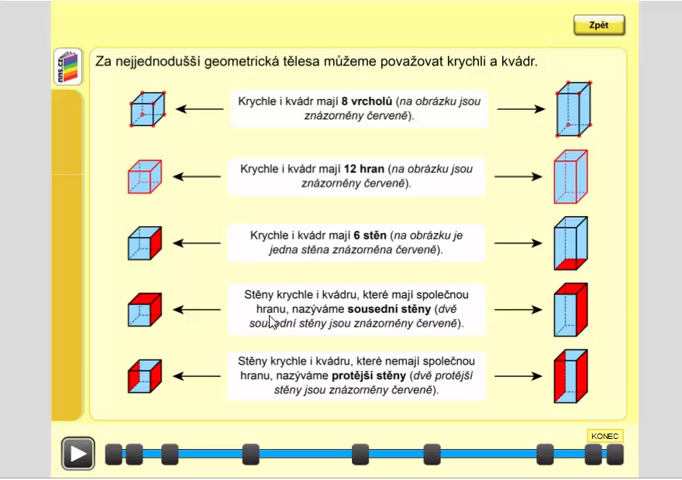 Zpět
nns.cz
Za nejjednodušší geometrická tělesa můžeme považovat krychli a kvádr.
Krychle i kvádr mají 8 vrcholů (na obrázku jsou
znázorněny červeně).
Krychle i kvádr mají 12 hran (na obrázku jsou
znázorněny červeně).
Krychle i kvádr mají 6 stěn (na obrázku je
jedna stěna znázorněna červeně).
Stěny krychle i kvádru, které mají společnou
hranu, nazýváme sousední stěny (dvě
sousední stěny jsou znázorněny červeně).
Stěny krychle i kvádru, které nemají společnou
hranu, nazýváme protější stěny (dvě protější
stěny jsou znázorněny červeně).
KONEC